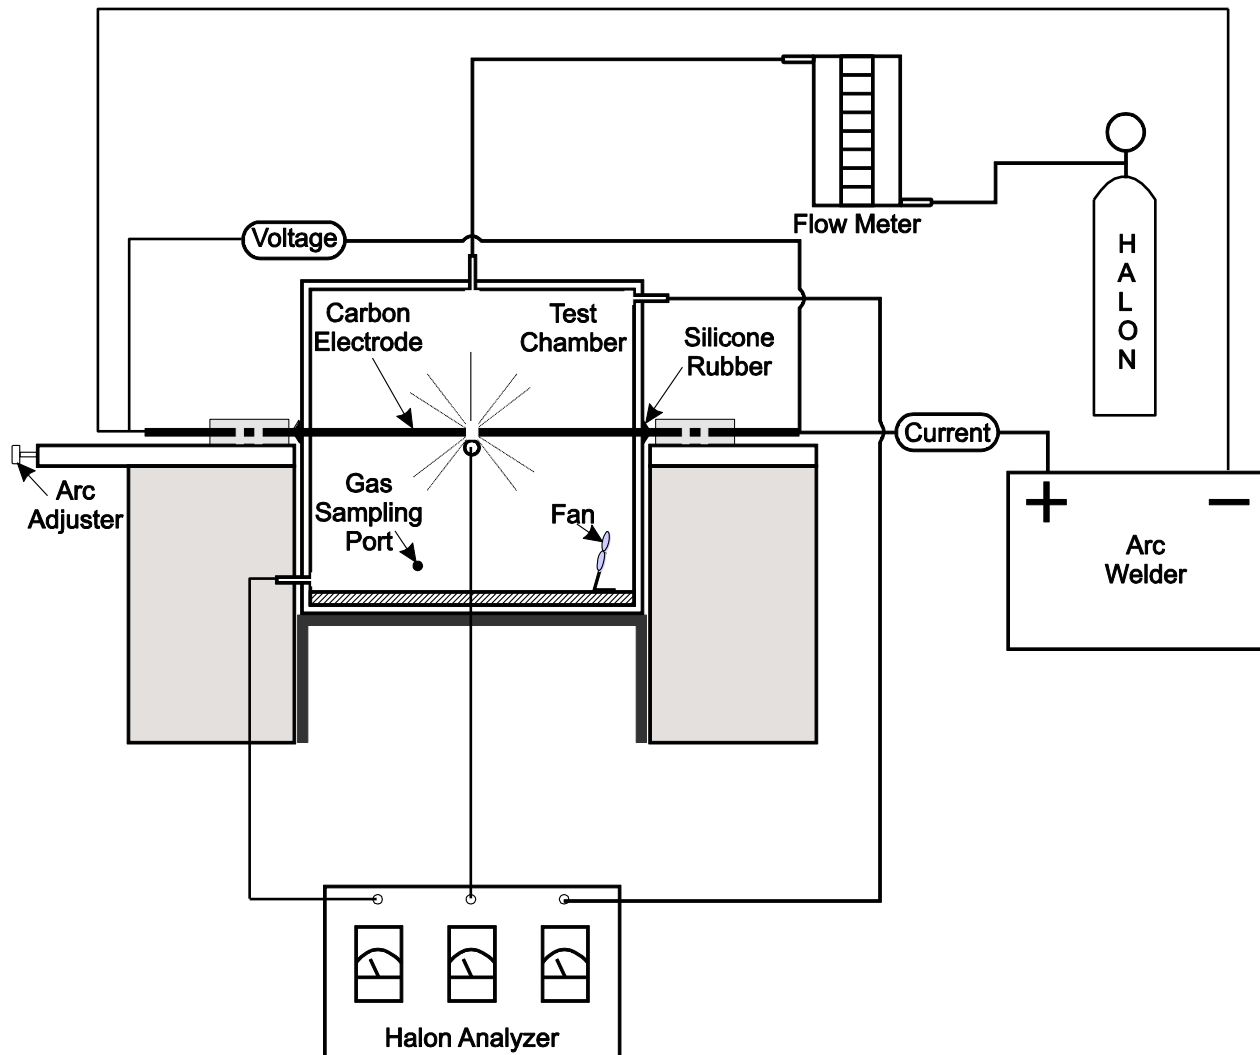 Flow Meter
H
A
L
O
N
Voltage
Carbon
Electrode
Test
Chamber
Silicone
Rubber
Current
Arc
Adjuster
Gas
Sampling
Port
Fan
+
−
Arc
Welder
Halon Analyzer